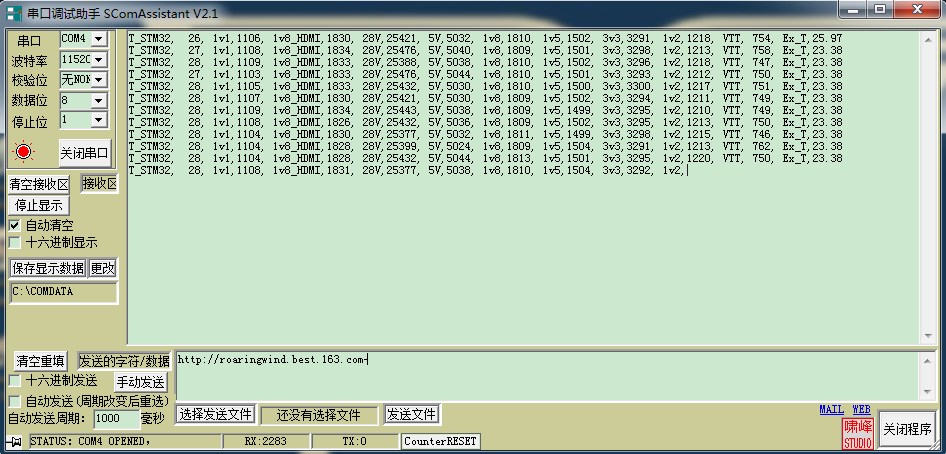 串口调试助手 SComAssistant V2.1
串口 COM4
波特率 11520
校验位 无NON
数据位 8
停止位 1
关闭串口
清空接收区 接收区
停止显示
自动清空
十六进制显示
保存显示数据 更改
C:\COMDATA
T_STM32, 26, 1v1,1106, 1v8_HDMI,1830, 28V,25421, 5V,5032, 1v8,1810, 1v5,1502, 3v3,3291, 1v2,1218, VTT, 754, Ex_T,25.97
T_STM32, 27, 1v1,1108, 1v8_HDMI,1834, 28V,25476, 5V,5030, 1v8,1809, 1v5,1501, 3v3,3298, 1v2,1213, VTT, 758, Ex_T,23.38
T_STM32, 28, 1v1,1109, 1v8_HDMI,1833, 28V,25388, 5V,5038, 1v8,1810, 1v5,1502, 3v3,3296, 1v2,1218, VTT, 747, Ex_T,23.38
T_STM32, 27, 1v1,1103, 1v8_HDMI,1833, 28V,25476, 5V,5044, 1v8,1810, 1v5,1501, 3v3,3293, 1v2,1212, VTT, 750, Ex_T,23.38
T_STM32, 28, 1v1,1105, 1v8_HDMI,1833, 28V,25432, 5V,5030, 1v8,1810, 1v5,1500, 3v3,3300, 1v2,1217, VTT, 751, Ex_T,23.38
T_STM32, 28, 1v1,1107, 1v8_HDMI,1830, 28V,25421, 5V,5030, 1v8,1809, 1v5,1502, 3v3,3294, 1v2,1211, VTT, 749, Ex_T,23.38
T_STM32, 28, 1v1,1109, 1v8_HDMI,1834, 28V,25443, 5V,5038, 1v8,1809, 1v5,1499, 3v3,3295, 1v2,1210, VTT, 749, Ex_T,23.38
T_STM32, 28, 1v1,1105, 1v8_HDMI,1826, 28V,25432, 5V,5036, 1v8,1809, 1v5,1502, 3v3,3295, 1v2,1213, VTT, 750, Ex_T,23.38
T_STM32, 28, 1v1,1104, 1v8_HDMI,1830, 28V,25377, 5V,5032, 1v8,1811, 1v5,1499, 3v3,3298, 1v2,1215, VTT, 746, Ex_T,23.38
T_STM32, 28, 1v1,1104, 1v8_HDMI,1828, 28V,25399, 5V,5024, 1v8,1809, 1v5,1504, 3v3,3291, 1v2,1213, VTT, 762, Ex_T,23.38
T_STM32, 28, 1v1,1104, 1v8_HDMI,1828, 28V,25432, 5V,5044, 1v8,1813, 1v5,1501, 3v3,3295, 1v2,1220, VTT, 750, Ex_T,23.38
T_STM32, 28, 1v1,1108, 1v8_HDMI,1831, 28V,25377, 5V,5038, 1v8,1810, 1v5,1504, 3v3,3292, 1v2,
清空重填 发送的字符/数据
http://roaringwind.best.163.com
十六进制发送 手动发送
自动发送(周期改变后重选)
自动发送周期: 1000 毫秒
选择发送文件 还没有选择文件 发送文件
MAIL WEB
啸峰
STUDIO
关闭程序
STATUS: COM4 OPENED, RX:2283 TX:0 CounterRESET